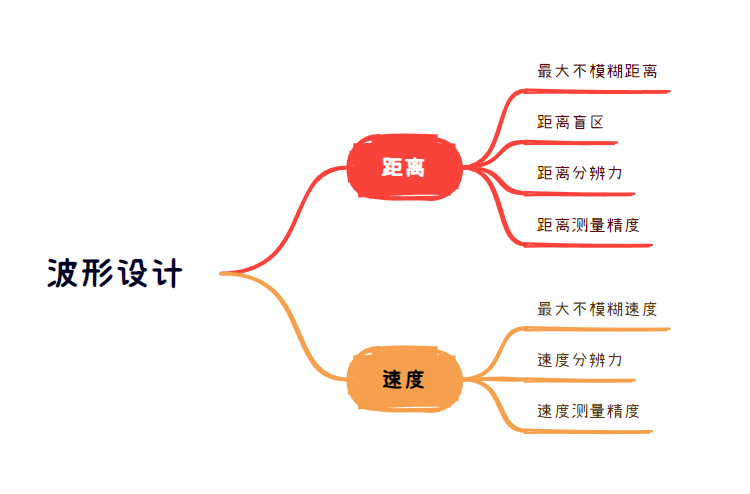 波形设计
距离
最大不模糊距离
距离盲区
距离分辨力
距离测量精度
速度
最大不模糊速度
速度分辨力
速度测量精度